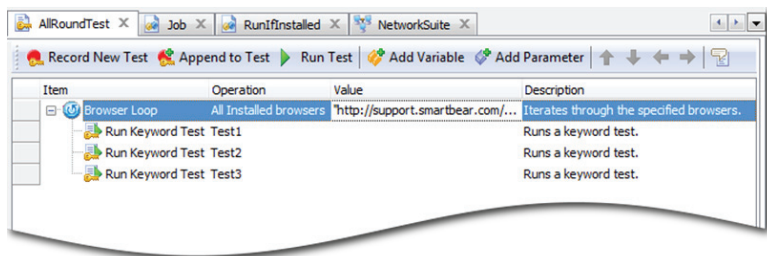 AllRoundTest Job RunIfInstalled NetworkSuite
Record New Test Append to Test Run Test Add Variable Add Parameter
Item Operation Value Description
Browser Loop All Installed browsers "http://support.smartbear.com/... Iterates through the specified browsers.
Run Keyword Test Test1 Runs a keyword test.
Run Keyword Test Test2 Runs a keyword test.
Run Keyword Test Test3 Runs a keyword test.